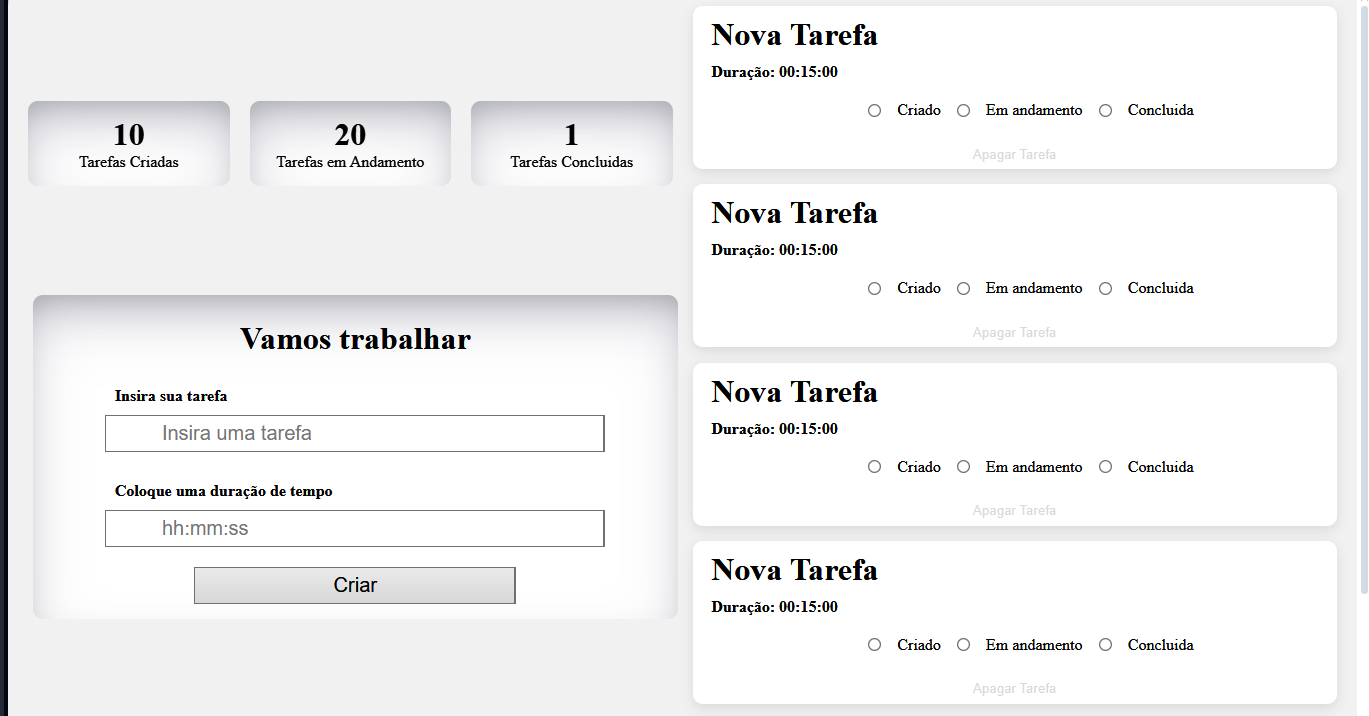 10
Tarefas Criadas
20
Tarefas em Andamento
1
Tarefas Concluidas
Vamos trabalhar
Insira sua tarefa
Insira uma tarefa
Coloque uma duração de tempo
hh:mm:ss
Criar
Nova Tarefa
Duração: 00:15:00
Criado Em andamento Concluida
Apagar Tarefa
Nova Tarefa
Duração: 00:15:00
Criado Em andamento Concluida
Apagar Tarefa
Nova Tarefa
Duração: 00:15:00
Criado Em andamento Concluida
Apagar Tarefa
Nova Tarefa
Duração: 00:15:00
Criado Em andamento Concluida
Apagar Tarefa